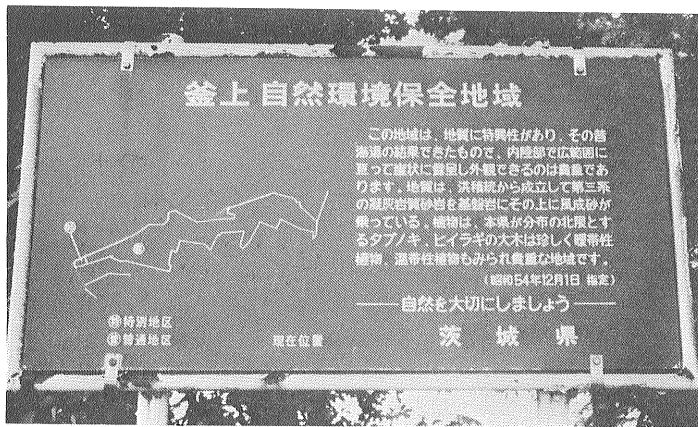 釜上 自然環境保全地域
この地域は、地質に特異性があり、その昔
海退の結果できたもので、内陸部で広範囲に
亘って崖状に露呈し外観できるのは貴重であ
ります。地質は、洪積統から成立して第三系
の凝灰岩質砂岩を基盤岩にその上に風成砂が
乗っている。植物は、本県が分布の北限とす
るタブノキ、ヒイラギの大木は珍しく暖帯性
植物、温帯性植物もみられ貴重な地域です。
(昭和54年12月1日 指定)
自然を大切にしましょう
特 特別地区
普 普通地区
現在位置
茨城県